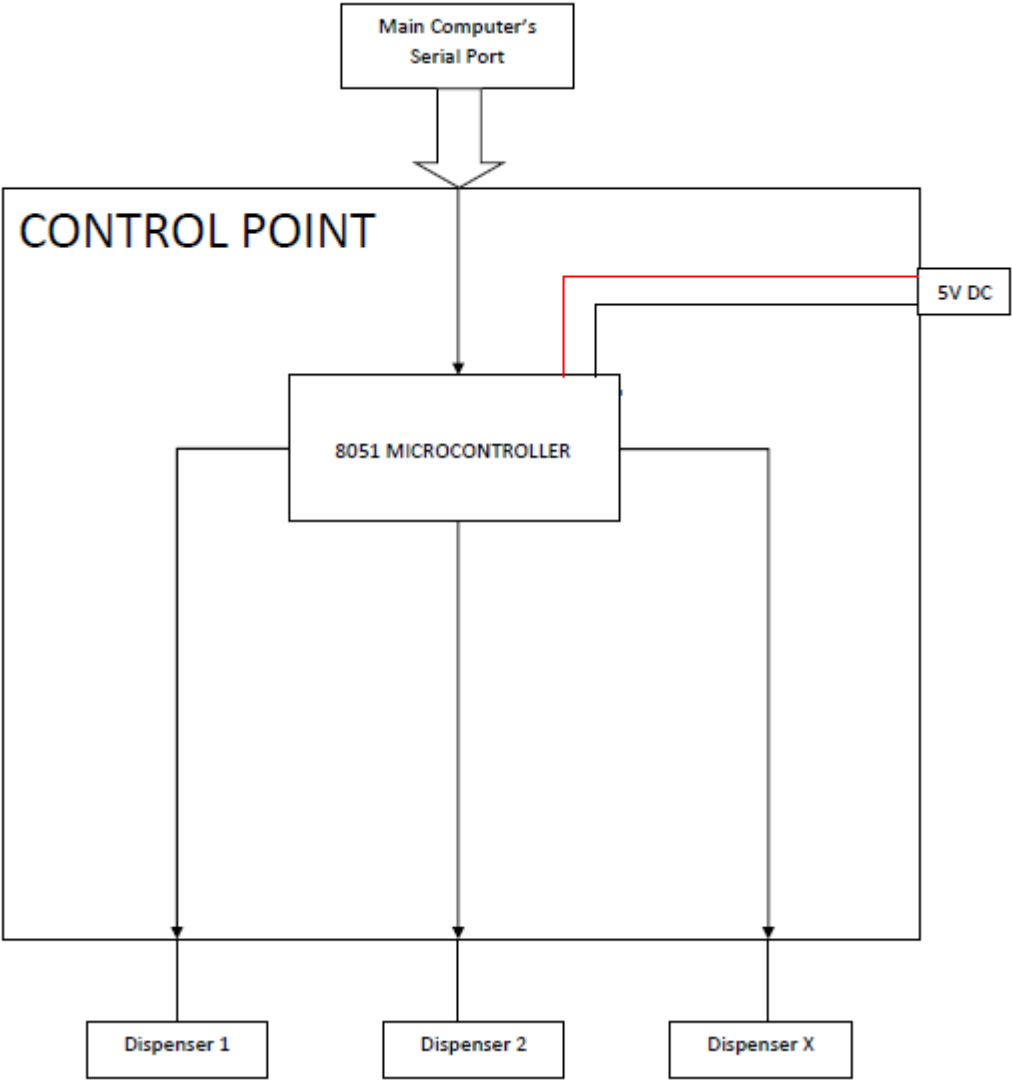 Main Computer’s
Serial Port
CONTROL POINT
5V DC
8051 MICROCONTROLLER
Dispenser 1
Dispenser 2
Dispenser X